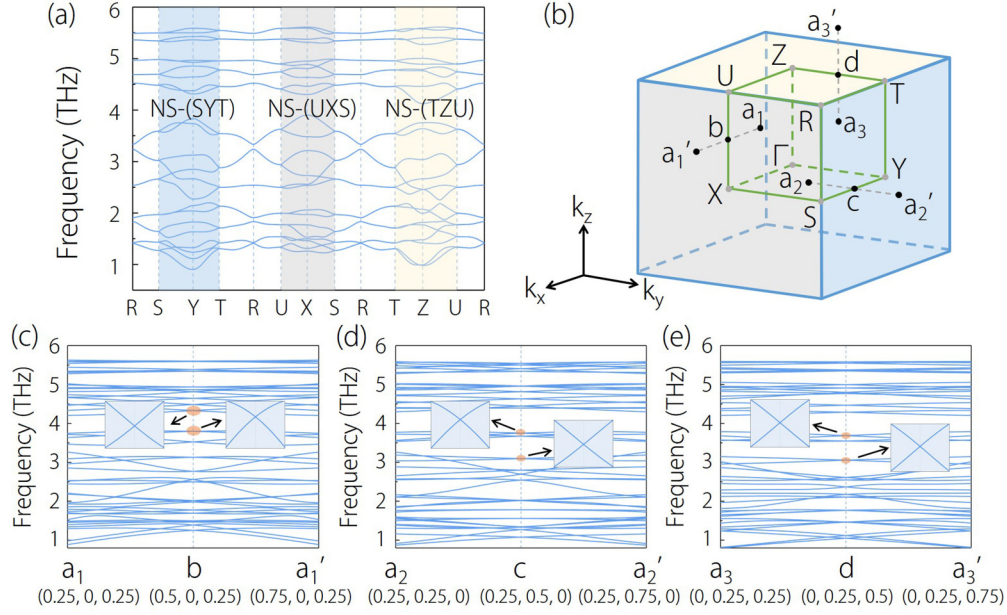 (a)
6
5
4
3
2
1
Frequency (THz)
NS-(SYT) NS-(UXS) NS-(TZU)
R S Y T R U X S R T Z U R
(b)
a3′
Z d
U T
R
a1 a3
b
a1′
Γ
a2 Y
X c a2′
S
kz
kx ky
(c)
6
5
4
3
2
1
Frequency (THz)
a1 b a1′
(0.25, 0, 0.25) (0.5, 0, 0.25) (0.75, 0, 0.25)
(d)
6
5
4
3
2
1
Frequency (THz)
a2 c a2′
(0.25, 0.25, 0) (0.25, 0.5, 0) (0.25, 0.75, 0)
(e)
6
5
4
3
2
1
Frequency (THz)
a3 d a3′
(0, 0.25, 0.25) (0, 0.25, 0.5) (0, 0.25, 0.75)